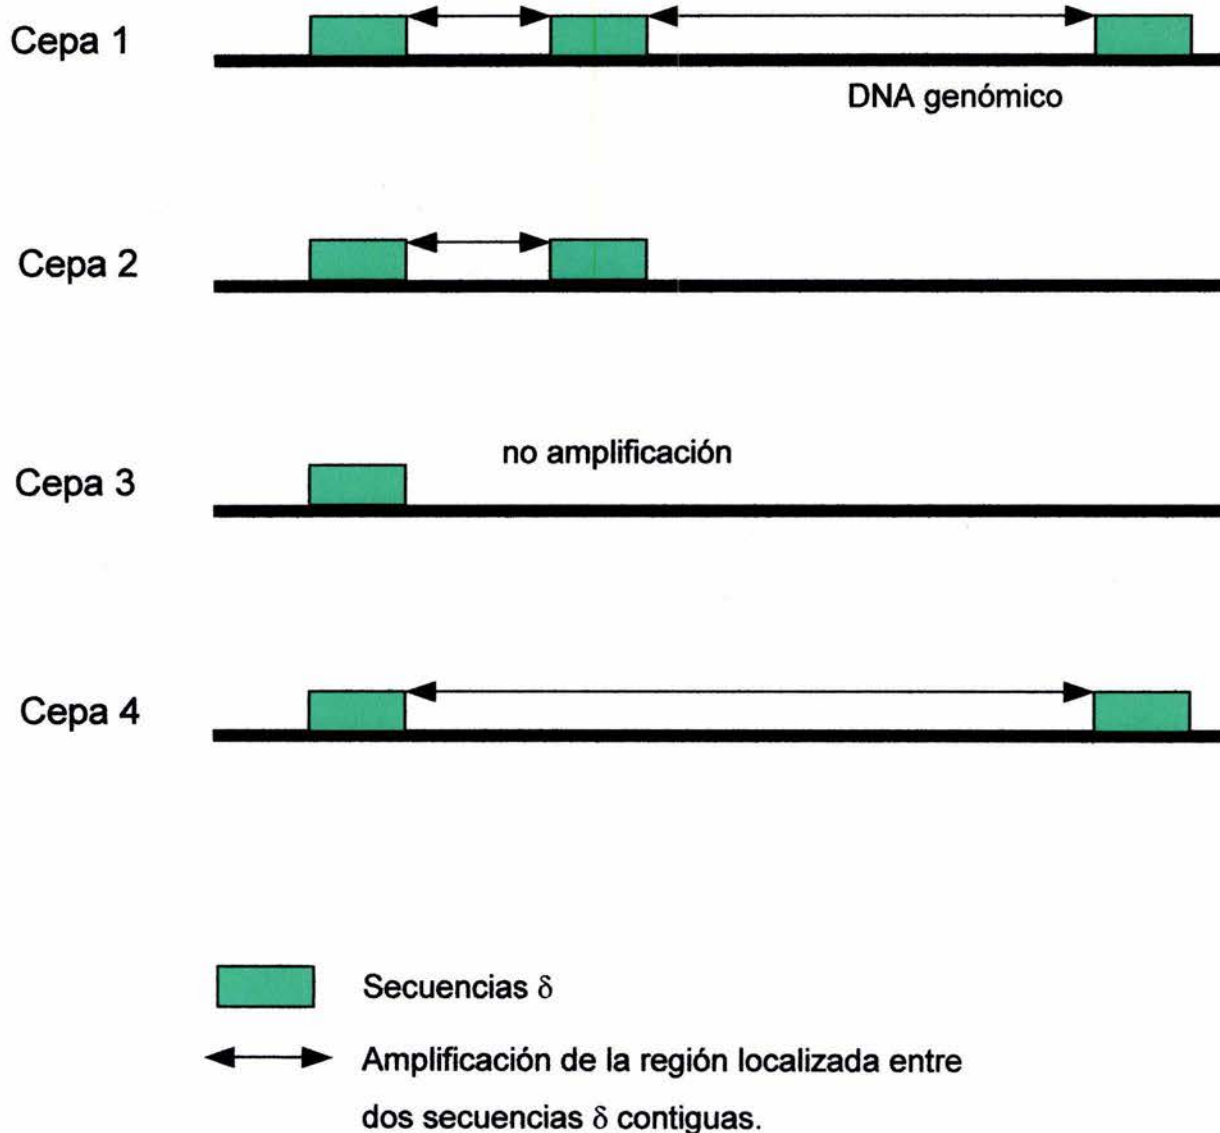 Cepa 1
DNA genómico
Cepa 2
no amplificación
Cepa 3
Cepa 4
Secuencias δ
Amplificación de la región localizada entre
dos secuencias δ contiguas.